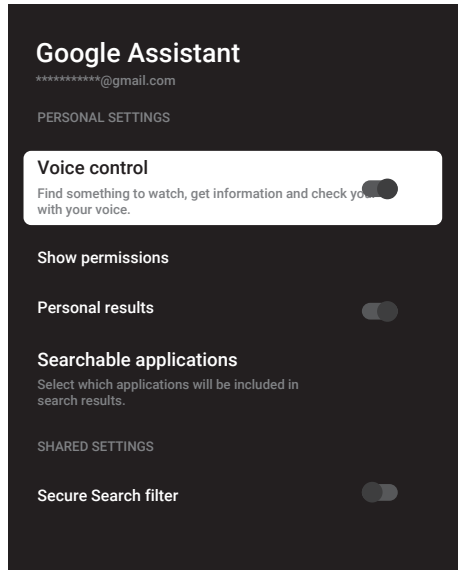 Google Assistant
***********@gmail.com
PERSONAL SETTINGS
Voice control
Find something to watch, get information and check
with your voice.
Show permissions
Personal results
Searchable applications
Select which applications will be included in
search results.
SHARED SETTINGS
Secure Search filter